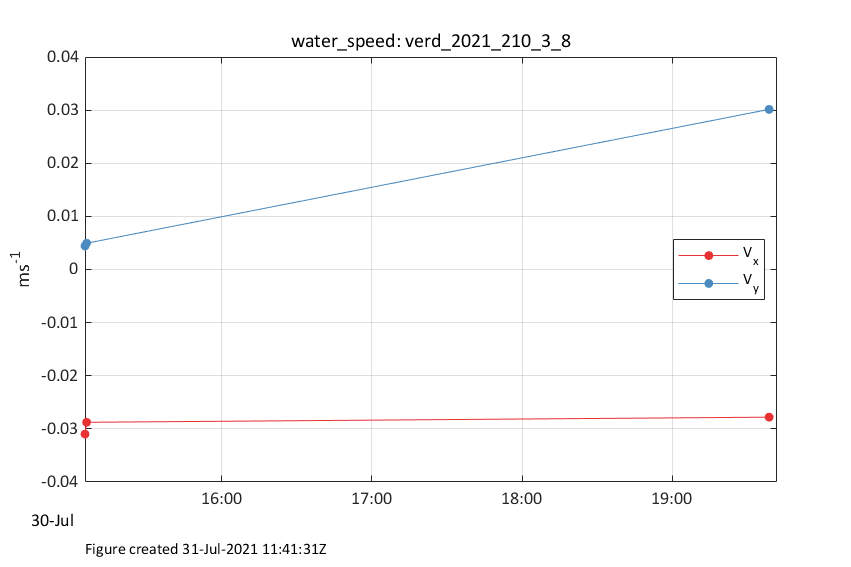 water_speed: verd_2021_210_3_8
0.04
0.03
0.02
0.01
0
-0.01
-0.02
-0.03
-0.04
ms⁻¹
Vₓ
V_y
16:00 17:00 18:00 19:00
30-Jul
Figure created 31-Jul-2021 11:41:31Z